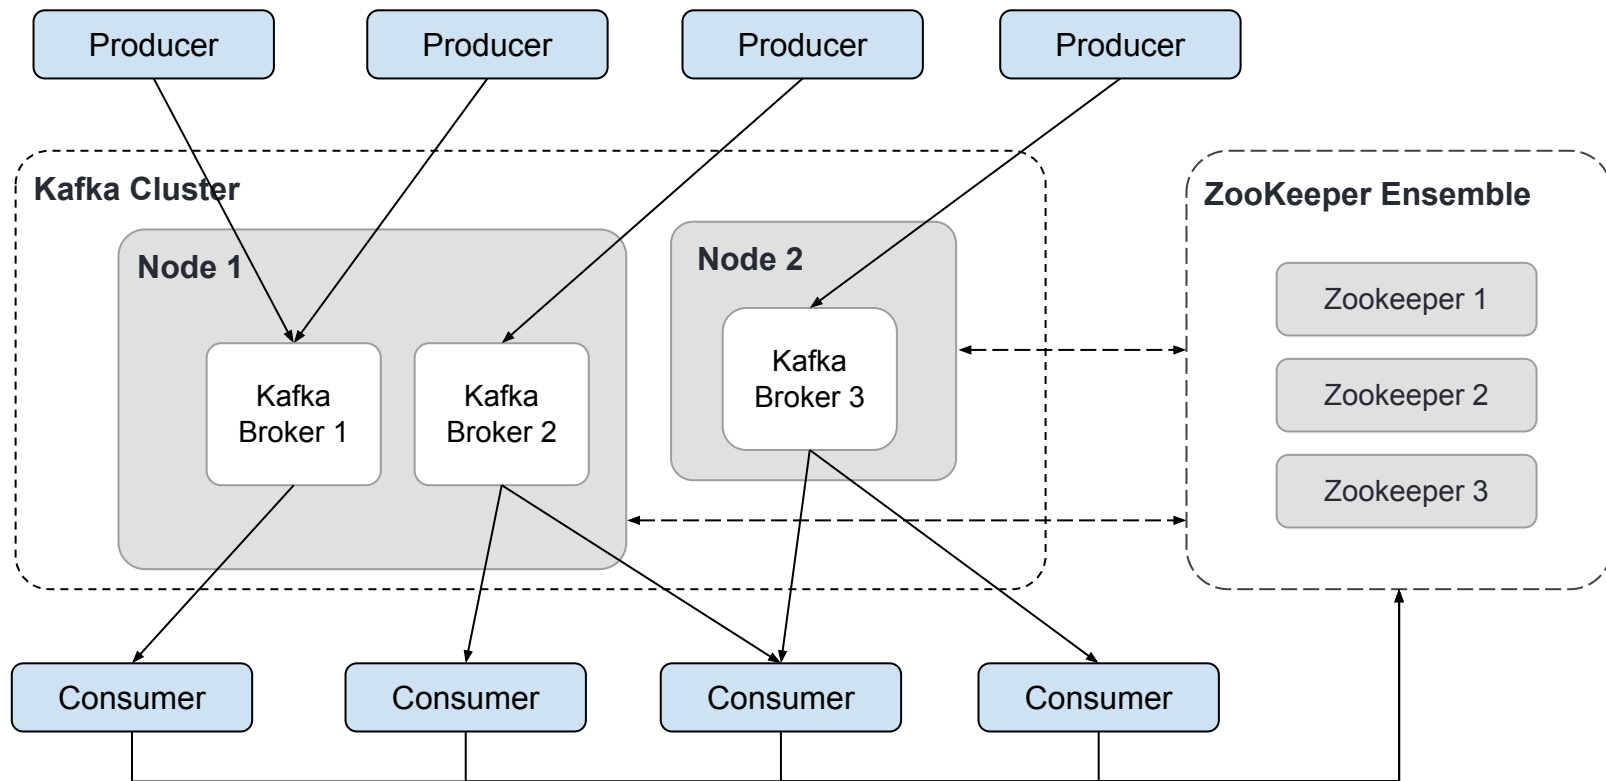 Producer
Producer
Producer
Producer
Kafka Cluster
ZooKeeper Ensemble
Node 1
Node 2
Kafka
Broker 1
Kafka
Broker 2
Kafka
Broker 3
Zookeeper 1
Zookeeper 2
Zookeeper 3
Consumer
Consumer
Consumer
Consumer